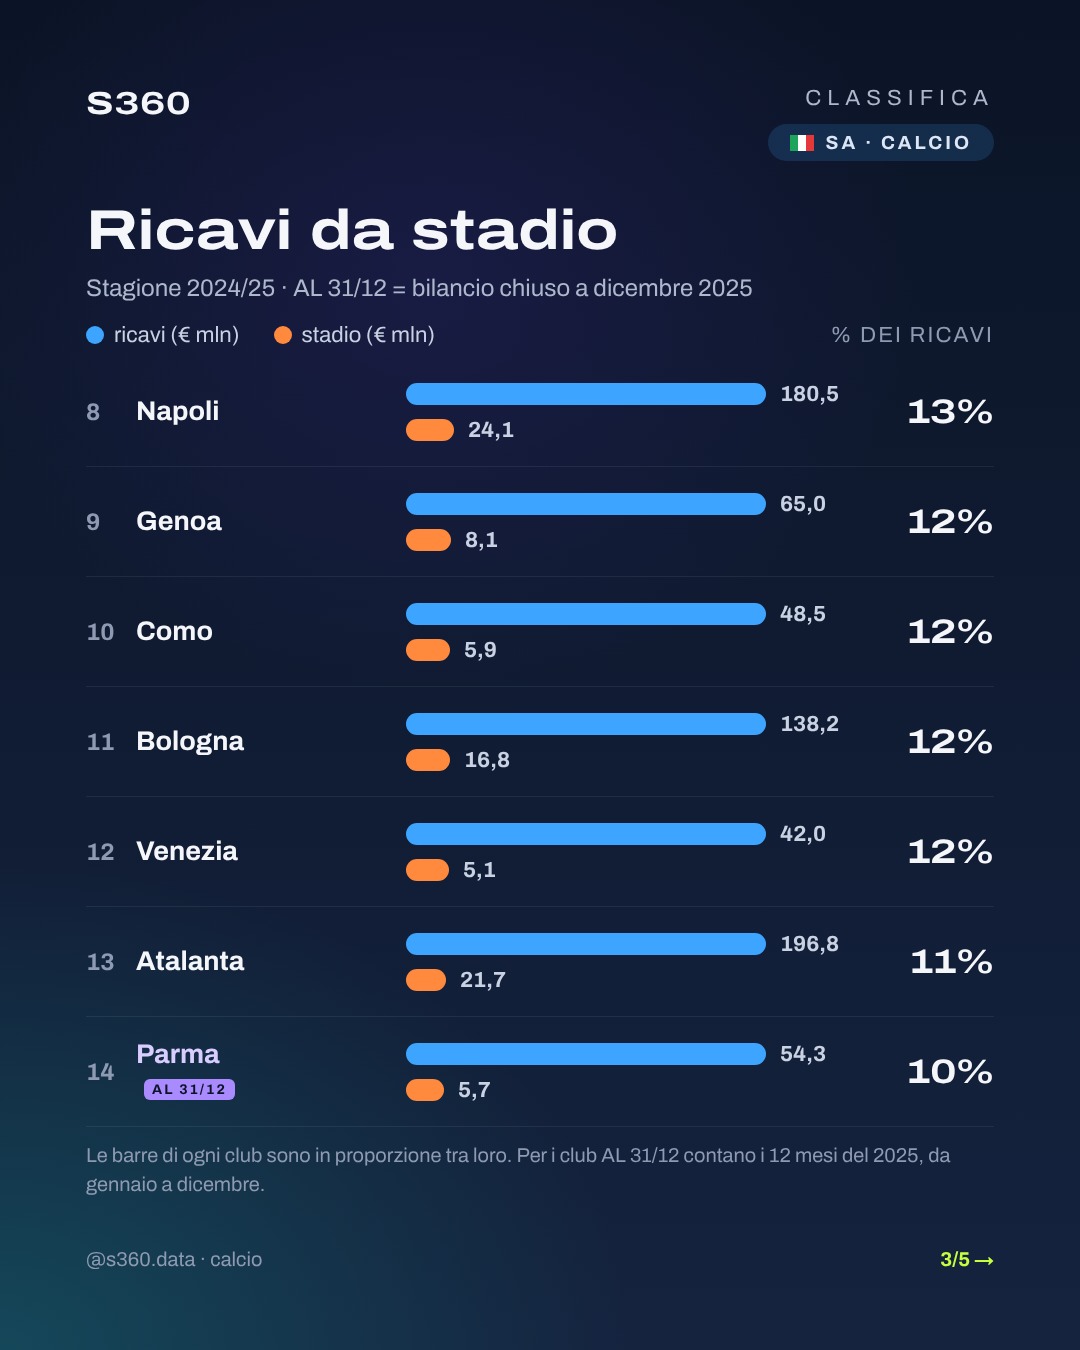 S360
CLASSIFICA
SA · CALCIO
Ricavi da stadio
Stagione 2024/25 · AL 31/12 = bilancio chiuso a dicembre 2025
ricavi (€ mln) stadio (€ mln) % DEI RICAVI
8 Napoli 180,5 24,1 13%
9 Genoa 65,0 8,1 12%
10 Como 48,5 5,9 12%
11 Bologna 138,2 16,8 12%
12 Venezia 42,0 5,1 12%
13 Atalanta 196,8 21,7 11%
14 Parma AL 31/12 54,3 5,7 10%
Le barre di ogni club sono in proporzione tra loro. Per i club AL 31/12 contano i 12 mesi del 2025, da
gennaio a dicembre.
@s360.data · calcio 3/5 →